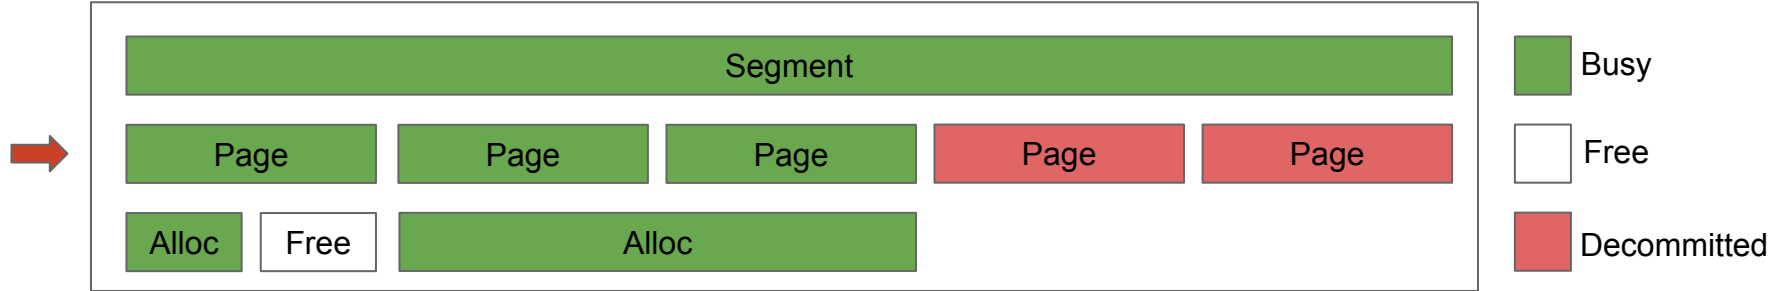 Segment
Busy
Page Page Page Page Page
Free
Alloc Free Alloc
Decommitted